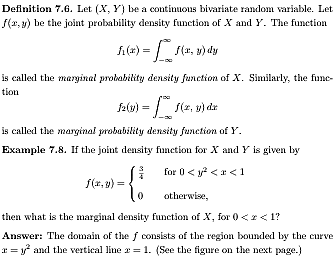 Definition 7.6. Let (X, Y) be a continuous bivariate random variable. Let
f(x, y) be the joint probability density function of X and Y. The function
f₁(x) = ∫_{-∞}^{∞} f(x, y) dy
is called the marginal probability density function of X. Similarly, the func-
tion
f₂(y) = ∫_{-∞}^{∞} f(x, y) dx
is called the marginal probability density function of Y.
Example 7.8. If the joint density function for X and Y is given by
f(x, y) = { 3/4 for 0 < y² < x < 1
0 otherwise,
then what is the marginal density function of X, for 0 < x < 1?
Answer: The domain of the f consists of the region bounded by the curve
x = y² and the vertical line x = 1. (See the figure on the next page.)